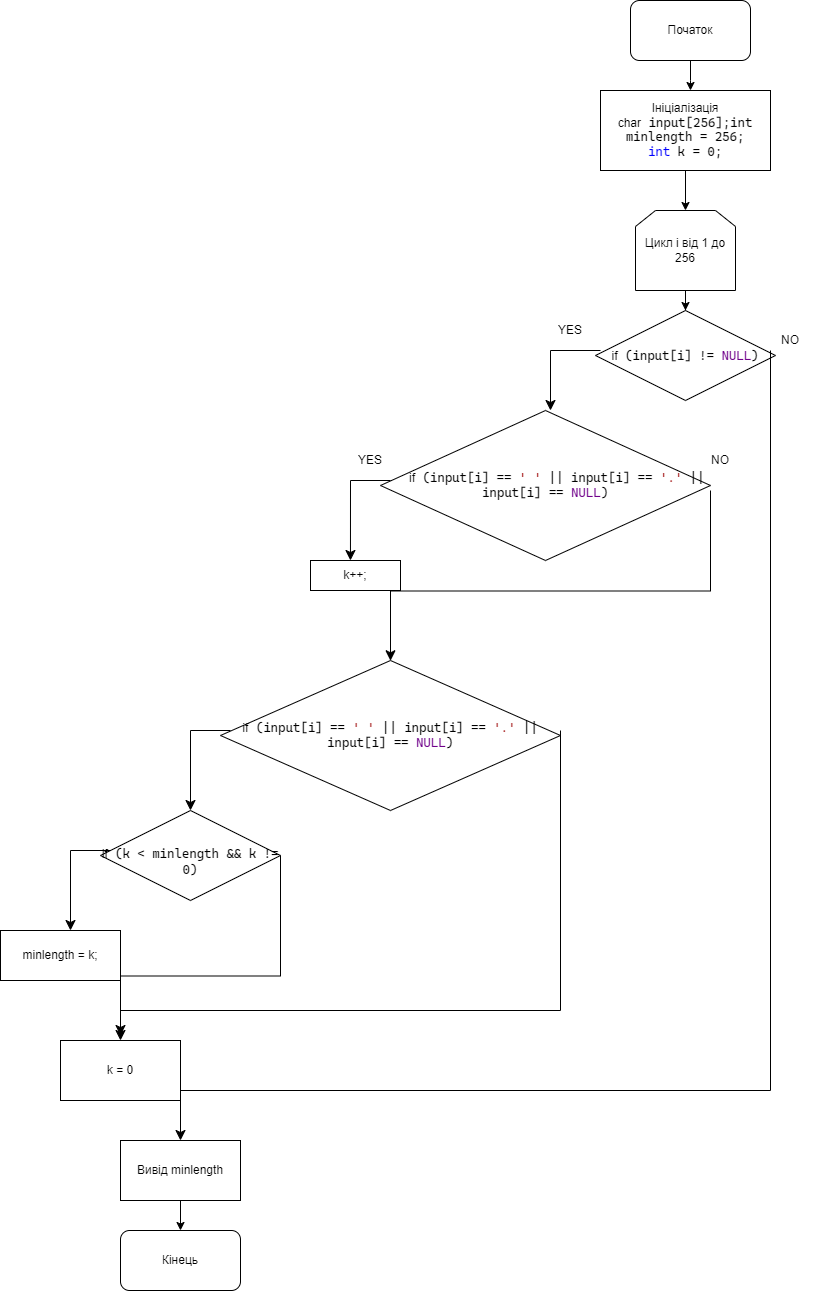 Початок
Ініціалізація
char input[256];int
minlength = 256;
int k = 0;
Цикл і від 1 до
256
YES
NO
if (input[i] != NULL)
YES
NO
if (input[i] == ' ' || input[i] == '.' ||
input[i] == NULL)
k++;
if (input[i] == ' ' || input[i] == '.' ||
input[i] == NULL)
if (k < minlength && k !=
0)
minlength = k;
k = 0
Вивід minlength
Кінець